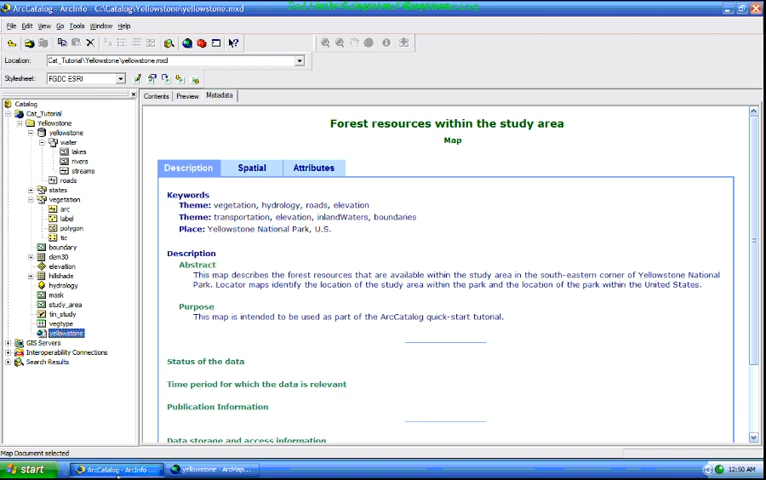 ArcCatalog - ArcInfo - C:\Catalog\Yellowstone\yellowstone.mxd
File Edit View Go Tools Window Help
Location: Cat_Tutorial\Yellowstone\yellowstone.mxd
Stylesheet: FGDC ESRI
Contents Preview Metadata
Catalog
Cat_Tutorial
Yellowstone
yellowstone
water
lakes
rivers
streams
roads
states
vegetation
arc
label
polygon
tic
boundary
dem30
elevation
hillshade
hydrology
mask
study_area
tin_study
vegtype
yellowstone
GIS Servers
Interoperability Connections
Search Results
Forest resources within the study area
Map
Description Spatial Attributes
Keywords
Theme: vegetation, hydrology, roads, elevation
Theme: transportation, elevation, inlandWaters, boundaries
Place: Yellowstone National Park, U.S.
Description
Abstract
This map describes the forest resources that are available within the study area in the south-eastern corner of Yellowstone National
Park. Locator maps identify the location of the study area within the park and the location of the park within the United States.
Purpose
This map is intended to be used as part of the ArcCatalog quick-start tutorial.
Status of the data
Time period for which the data is relevant
Publication Information
Data storage and access information
Map Document selected
start ArcCatalog - ArcInfo ... yellowstone - ArcMap... 12:50 AM